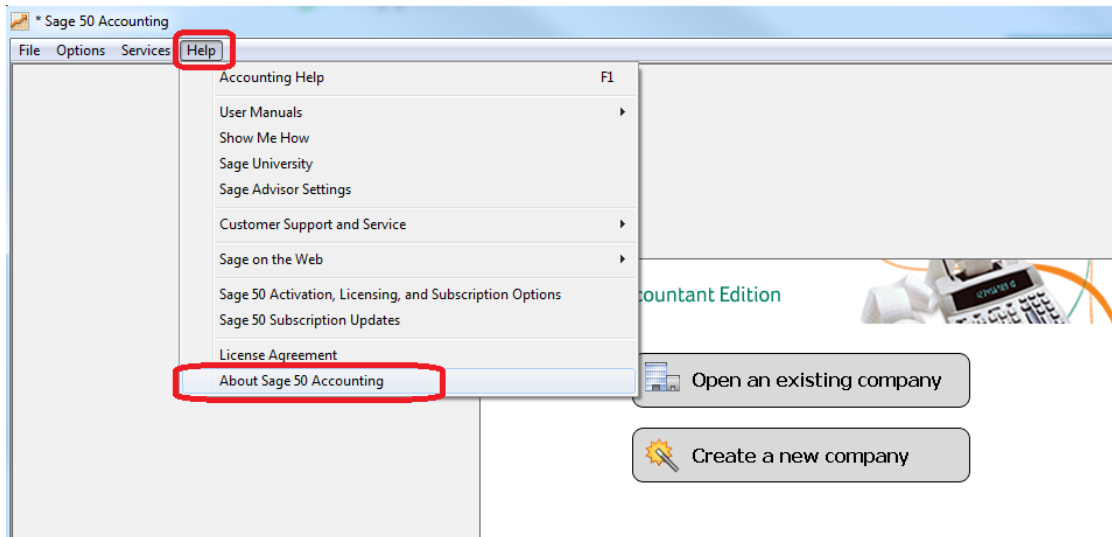 * Sage 50 Accounting
File Options Services Help
Accounting Help F1
User Manuals
Show Me How
Sage University
Sage Advisor Settings
Customer Support and Service
Sage on the Web
Sage 50 Activation, Licensing, and Subscription Options
Sage 50 Subscription Updates
License Agreement
About Sage 50 Accounting
countant Edition
Open an existing company
Create a new company